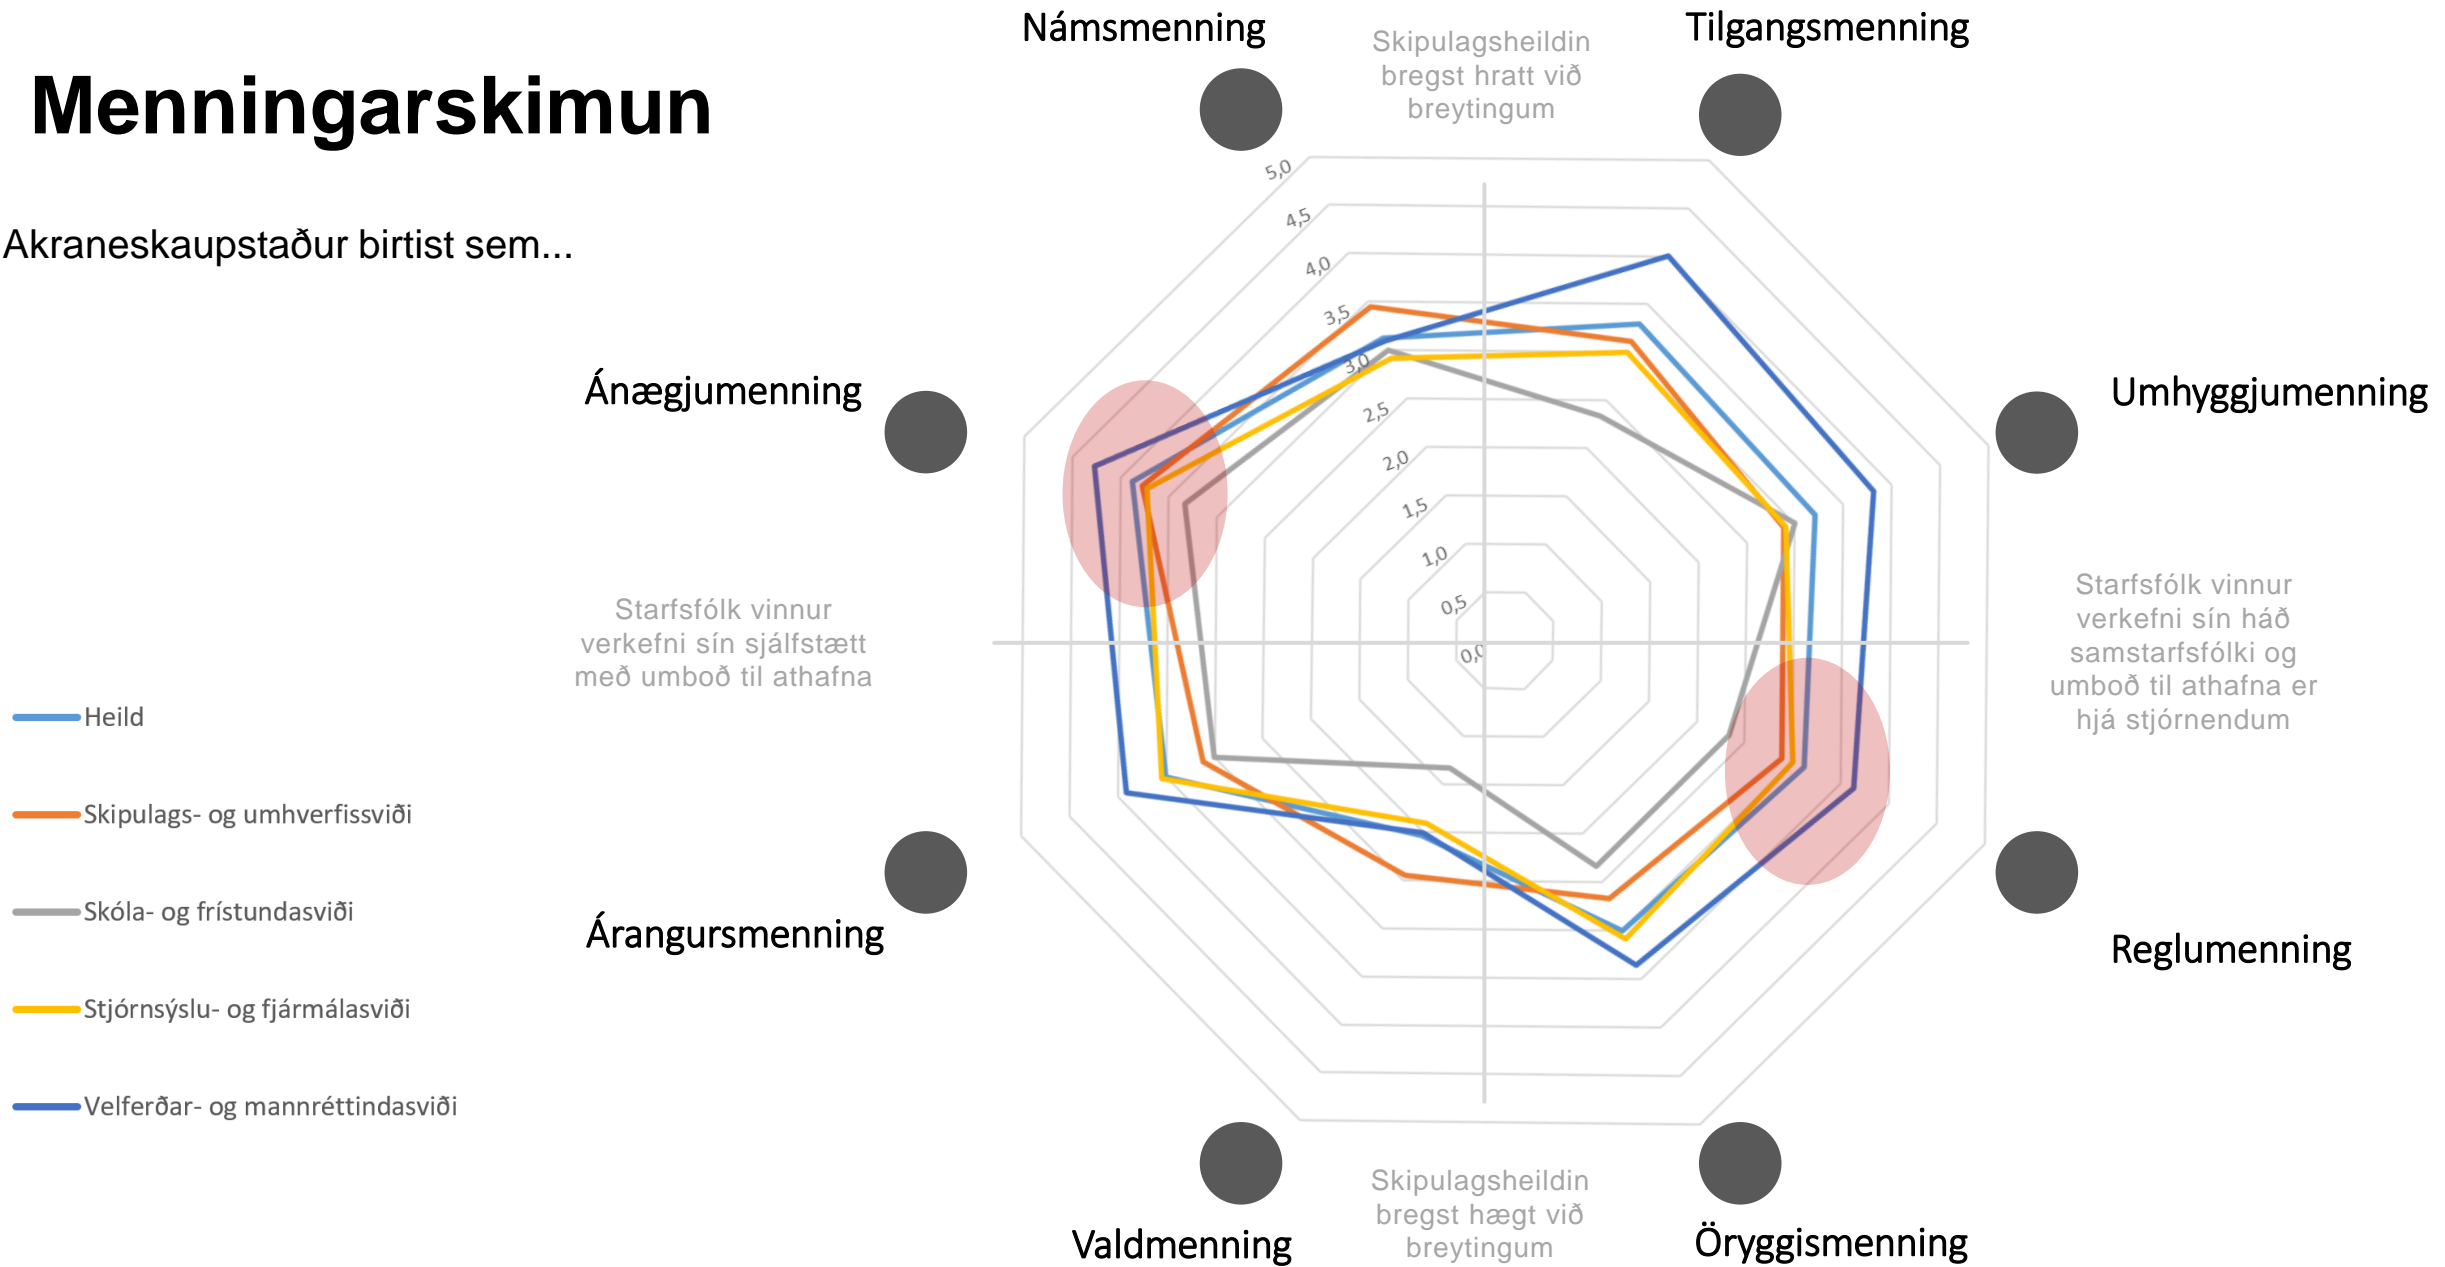 Menningarskimun
Akraneskaupstaður birtist sem...
Námsmenning
Skipulagsheildin
bregst hratt við
breytingum
Tilgangsmenning
Ánægjumenning
Umhyggjumenning
5,0
4,5
4,0
3,5
3,0
2,5
2,0
1,5
1,0
0,5
0,0
Starfsfólk vinnur
verkefni sín sjálfstætt
með umboð til athafna
Starfsfólk vinnur
verkefni sín háð
samstarfsfólki og
umboð til athafna er
hjá stjórnendum
Heild
Skipulags- og umhverfissviði
Skóla- og frístundasviði
Stjórnsýslu- og fjármálasviði
Velferðar- og mannréttindasviði
Árangursmenning
Reglumenning
Valdmenning
Skipulagsheildin
bregst hægt við
breytingum
Öryggismenning